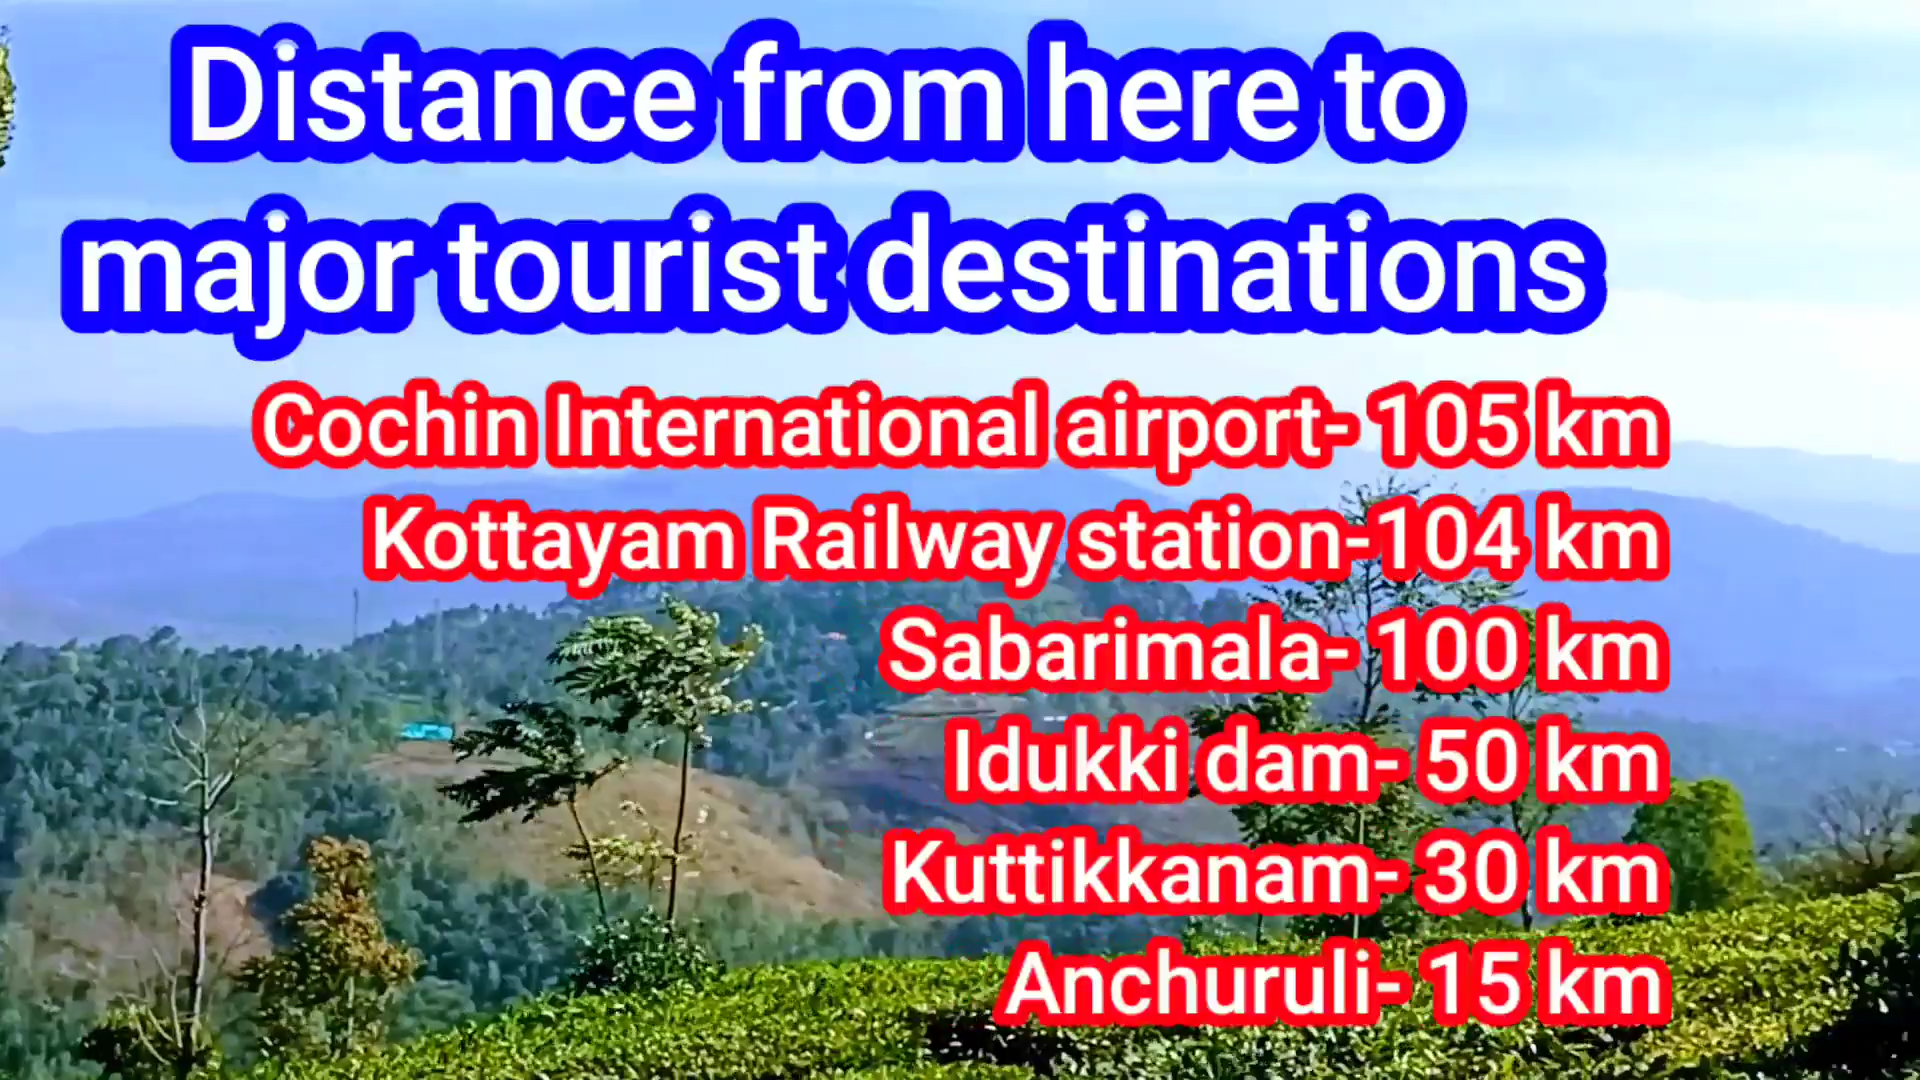 Distance from here to
major tourist destinations
Cochin International airport- 105 km
Kottayam Railway station-104 km
Sabarimala- 100 km
Idukki dam- 50 km
Kuttikkanam- 30 km
Anchuruli- 15 km